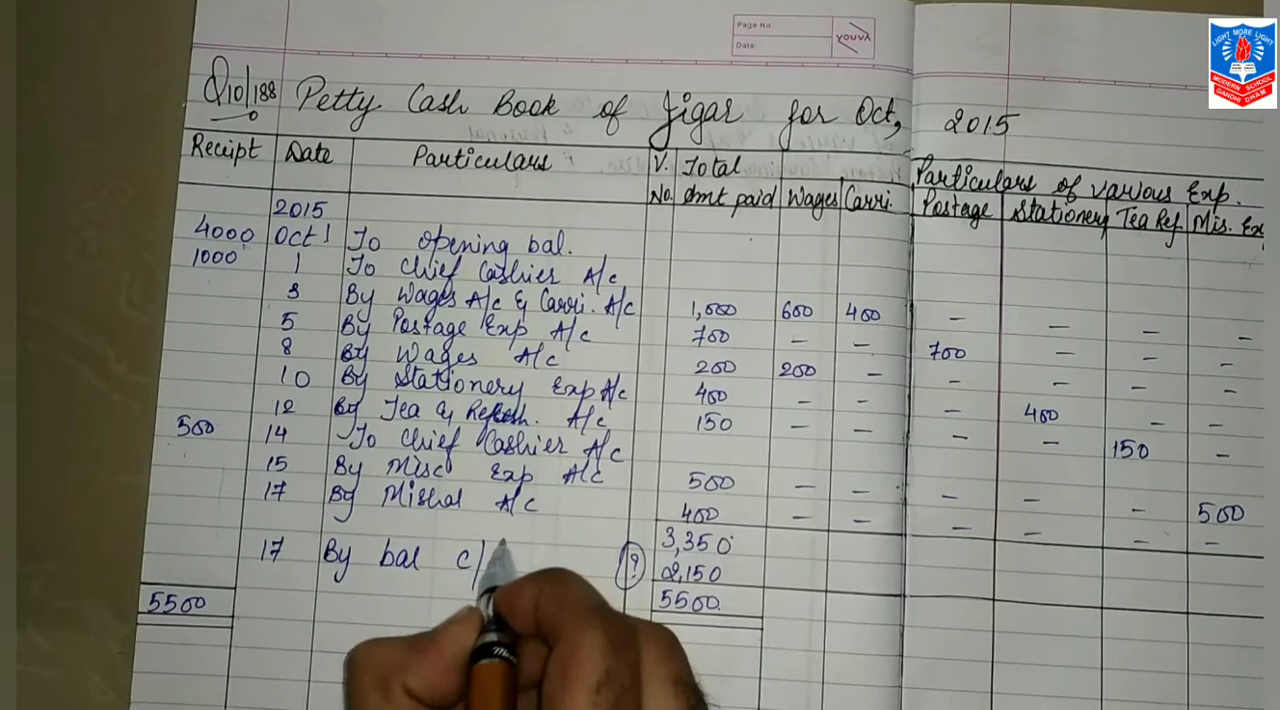 LIGHT MORE LIGHT
MODERN SCHOOL
GANDHIDHAM
Page No.:
Date:
YOUVA
Q10/188 Petty Cash Book of Jigar for Oct, 2015
Receipt Date Particulars V. No. Total Amt paid Particulars of various Exp.
Wages Carri. Postage Stationery Tea Ref Mis. Ex
2015
4000 Oct 1 To opening bal.
1000 1 To Chief Cashier A/c
3 By Wages A/c & Carri. A/c 1,000 600 400 - - - -
5 By Postage Exp A/c 700 - - 700 - - -
8 By Wages A/c 200 200 - - - - -
10 By Stationery Exp A/c 400 - - - 400 - -
12 By Tea & Refresh. A/c 150 - - - - 150 -
500 14 To Chief Cashier A/c
15 By Misc Exp A/c 500 - - - - - 500
17 By A/c 400 - - - - - -
3,350
17 By bal c/ ? 2,150
5500 5500.